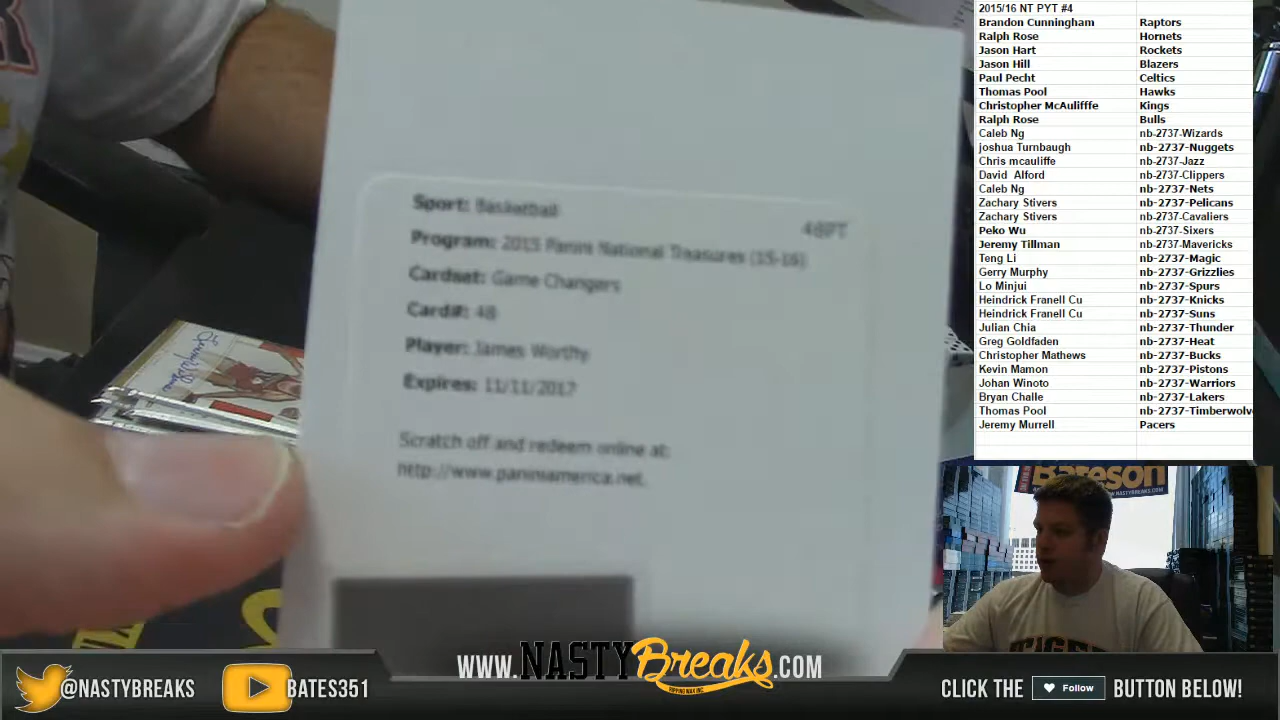 Sport: Basketball
48PT
Program: 2015 Panini National Treasures (15-16)
Cardset: Game Changers
Card#: 48
Player: James Worthy
Expires: 11/11/2017
Scratch off and redeem online at:
http://www.paniniamerica.net.
2015/16 NT PYT #4
Brandon Cunningham Raptors
Ralph Rose Hornets
Jason Hart Rockets
Jason Hill Blazers
Paul Pecht Celtics
Thomas Pool Hawks
Christopher McAulifffe Kings
Ralph Rose Bulls
Caleb Ng nb-2737-Wizards
joshua Turnbaugh nb-2737-Nuggets
Chris mcauliffe nb-2737-Jazz
David Alford nb-2737-Clippers
Caleb Ng nb-2737-Nets
Zachary Stivers nb-2737-Pelicans
Zachary Stivers nb-2737-Cavaliers
Peko Wu nb-2737-Sixers
Jeremy Tillman nb-2737-Mavericks
Teng Li nb-2737-Magic
Gerry Murphy nb-2737-Grizzlies
Lo Minjui nb-2737-Spurs
Heindrick Franell Cu nb-2737-Knicks
Heindrick Franell Cu nb-2737-Suns
Julian Chia nb-2737-Thunder
Greg Goldfaden nb-2737-Heat
Christopher Mathews nb-2737-Bucks
Kevin Mamon nb-2737-Pistons
Johan Winoto nb-2737-Warriors
Bryan Challe nb-2737-Lakers
Thomas Pool nb-2737-Timberwolv
Jeremy Murrell Pacers
Bateson
WWW.NASTYBREAKS.COM
@NASTYBREAKS
BATES351
WWW.NASTYBreaks.COM
RIPPING WAX INC
CLICK THE Follow BUTTON BELOW!